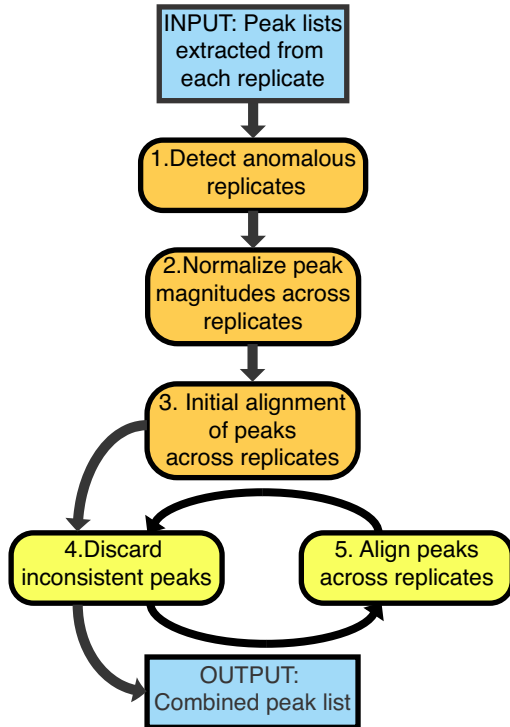 INPUT: Peak lists
extracted from
each replicate
1.Detect anomalous
replicates
2.Normalize peak
magnitudes across
replicates
3. Initial alignment
of peaks
across replicates
4.Discard
inconsistent peaks
5. Align peaks
across replicates
OUTPUT:
Combined peak list